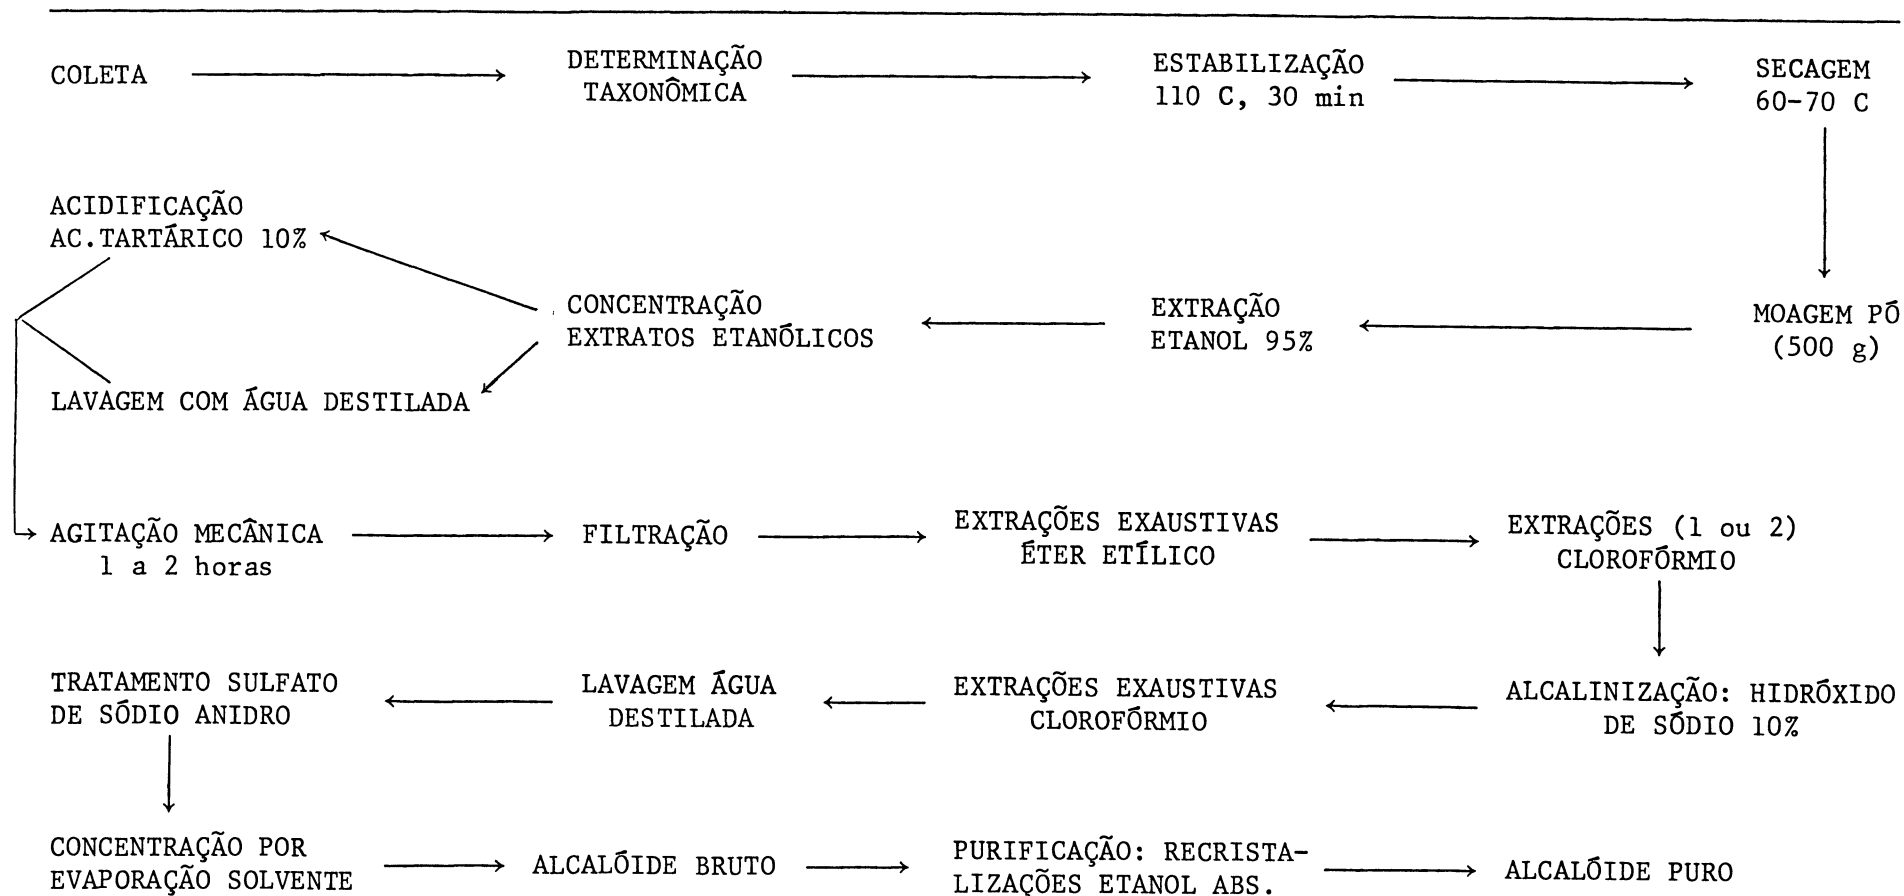 COLETA
DETERMINAÇÃO
TAXONÔMICA
ESTABILIZAÇÃO
110 C, 30 min
SECAGEM
60-70 C
ACIDIFICAÇÃO
AC.TARTÁRICO 10%
CONCENTRAÇÃO
EXTRATOS ETANÓLICOS
EXTRAÇÃO
ETANOL 95%
MOAGEM PÓ
(500 g)
LAVAGEM COM ÁGUA DESTILADA
AGITAÇÃO MECÂNICA
1 a 2 horas
FILTRAÇÃO
EXTRAÇÕES EXAUSTIVAS
ÉTER ETÍLICO
EXTRAÇÕES (1 ou 2)
CLOROFÓRMIO
TRATAMENTO SULFATO
DE SÓDIO ANIDRO
LAVAGEM ÁGUA
DESTILADA
EXTRAÇÕES EXAUSTIVAS
CLOROFÓRMIO
ALCALINIZAÇÃO: HIDRÓXIDO
DE SÓDIO 10%
CONCENTRAÇÃO POR
EVAPORAÇÃO SOLVENTE
ALCALÓIDE BRUTO
PURIFICAÇÃO: RECRISTA-
LIZAÇÕES ETANOL ABS.
ALCALÓIDE PURO